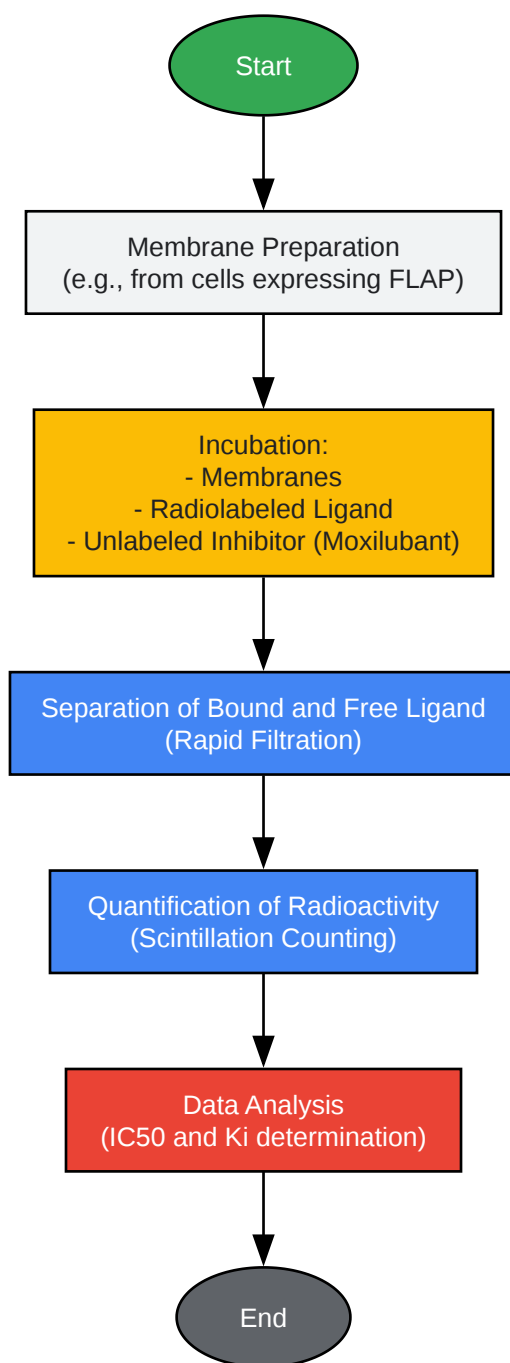 Start
Membrane Preparation
(e.g., from cells expressing FLAP)
Incubation:
- Membranes
- Radiolabeled Ligand
- Unlabeled Inhibitor (Moxilubant)
Separation of Bound and Free Ligand
(Rapid Filtration)
Quantification of Radioactivity
(Scintillation Counting)
Data Analysis
(IC50 and Ki determination)
End